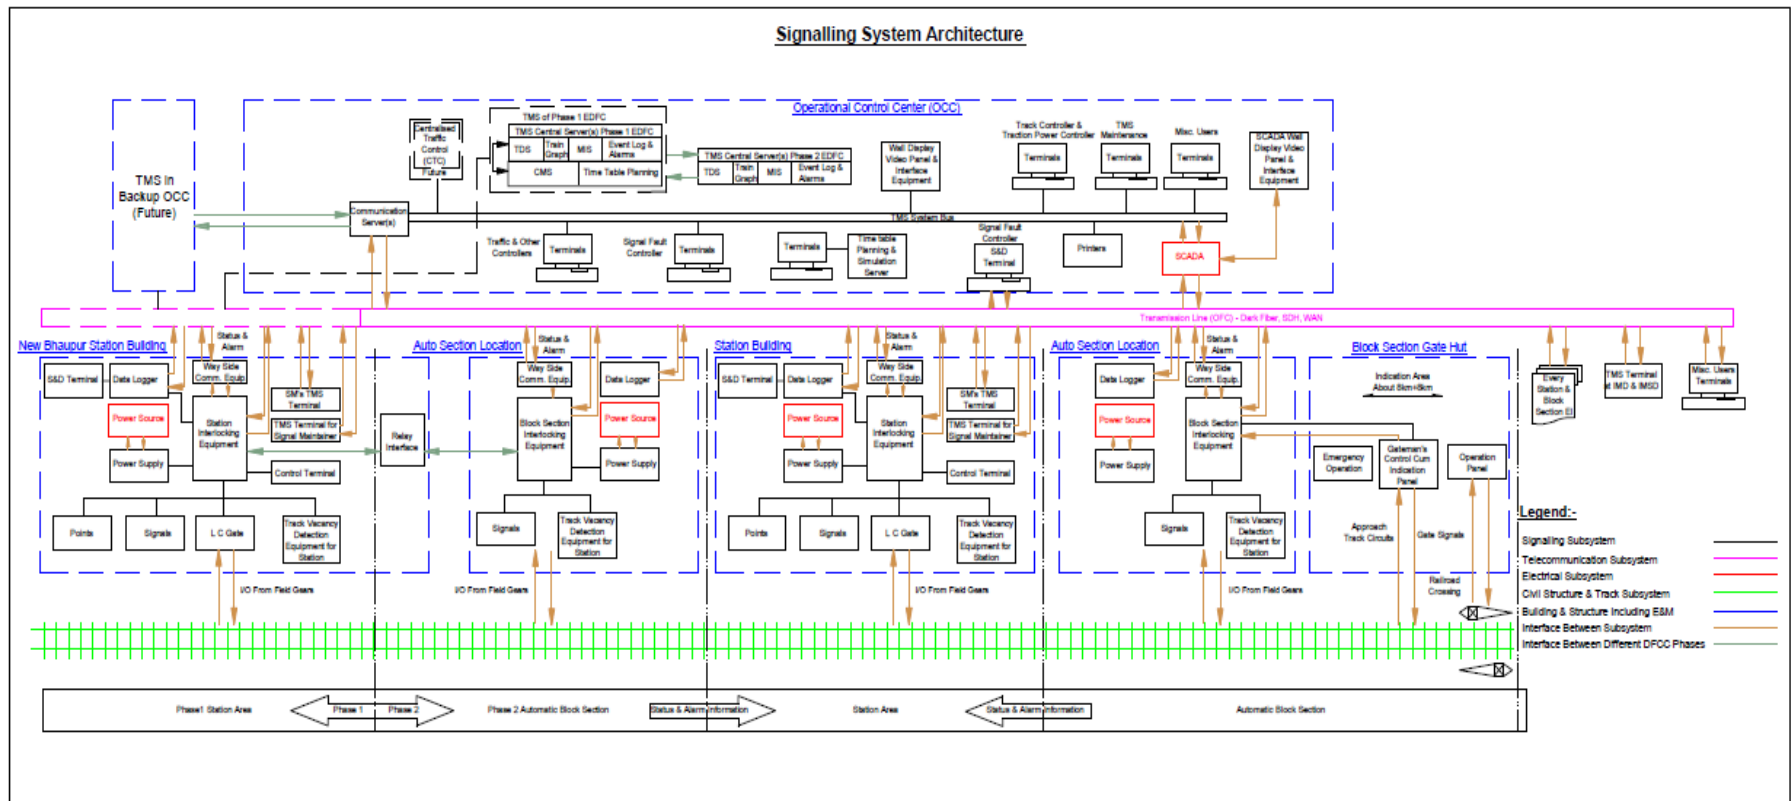 Signalling System Architecture
Operational Control Center (OCC)
TMS In
Backup OCC
(Future)
Centralised
Traffic
Control
(CTC)
Future
TMS of Phase 1 EDFC
TMS Central Server(s) Phase 1 EDFC
TDS
Train
Graph
MIS
Event Log &
Alarms
CMS
Time Table Planning
TMS Central Server(s) Phase 2 EDFC
TDS
Train
Graph
MIS
Event Log &
Alarms
Wall Display
Video Panel &
Interface
Equipment
Track Controller &
Traction Power Controller
Terminals
TMS
Maintenance
Terminals
Misc. Users
Terminals
SCADA Wall
Display Video
Panel &
Interface
Equipment
Communication
Server(s)
TMS System Bus
Traffic & Other
Controllers
Terminals
Signal Fault
Controller
Terminals
Terminals
Time table
Planning &
Simulation
Server
Signal Fault
Controller
S&D
Terminal
Printers
SCADA
Transmission Line (OFC) - Dark Fiber, SDH, WAN
New Bhaupur Station Building
Status &
Alarm
S&D Terminal
Data Logger
Way Side
Comm. Equip.
SM's TMS
Terminal
Power Source
Station
Interlocking
Equipment
TMS Terminal for
Signal Maintainer
Power Supply
Control Terminal
Points
Signals
L C Gate
Track Vacancy
Detection
Equipment for
Station
I/O From Field Gears
Relay
Interface
Auto Section Location
Status &
Alarm
Way Side
Comm. Equip.
Data Logger
Block Section
Interlocking
Equipment
Power Source
Power Supply
Signals
Track Vacancy
Detection
Equipment for
Station
I/O From Field Gears
Station Building
Status &
Alarm
S&D Terminal
Data Logger
Way Side
Comm. Equip.
SM's TMS
Terminal
Power Source
Station
Interlocking
Equipment
TMS Terminal for
Signal Maintainer
Power Supply
Control Terminal
Points
Signals
L C Gate
Track Vacancy
Detection
Equipment for
Station
I/O From Field Gears
Auto Section Location
Status &
Alarm
Data Logger
Way Side
Comm. Equip.
Power Source
Block Section
Interlocking
Equipment
Power Supply
Signals
Track Vacancy
Detection
Equipment for
Station
I/O From Field Gears
Block Section Gate Hut
Indication Area
About 8km+8km
Emergency
Operation
Gateman's
Control Cum
Indication
Panel
Operation
Panel
Approach
Track Circuits
Gate Signals
Railroad
Crossing
Every
Station &
Block
Section EI
TMS Terminal
at IMD & IMSD
Misc. Users
Terminals
Legend:-
Signalling Subsystem
Telecommunication Subsystem
Electrical Subsystem
Civil Structure & Track Subsystem
Building & Structure Including E&M
Interface Between Subsystem
Interface Between Different DFCC Phases
Phase1 Station Area
Phase 1
Phase 2
Phase 2 Automatic Block Section
Status & Alarm Information
Station Area
Status & Alarm Information
Automatic Block Section